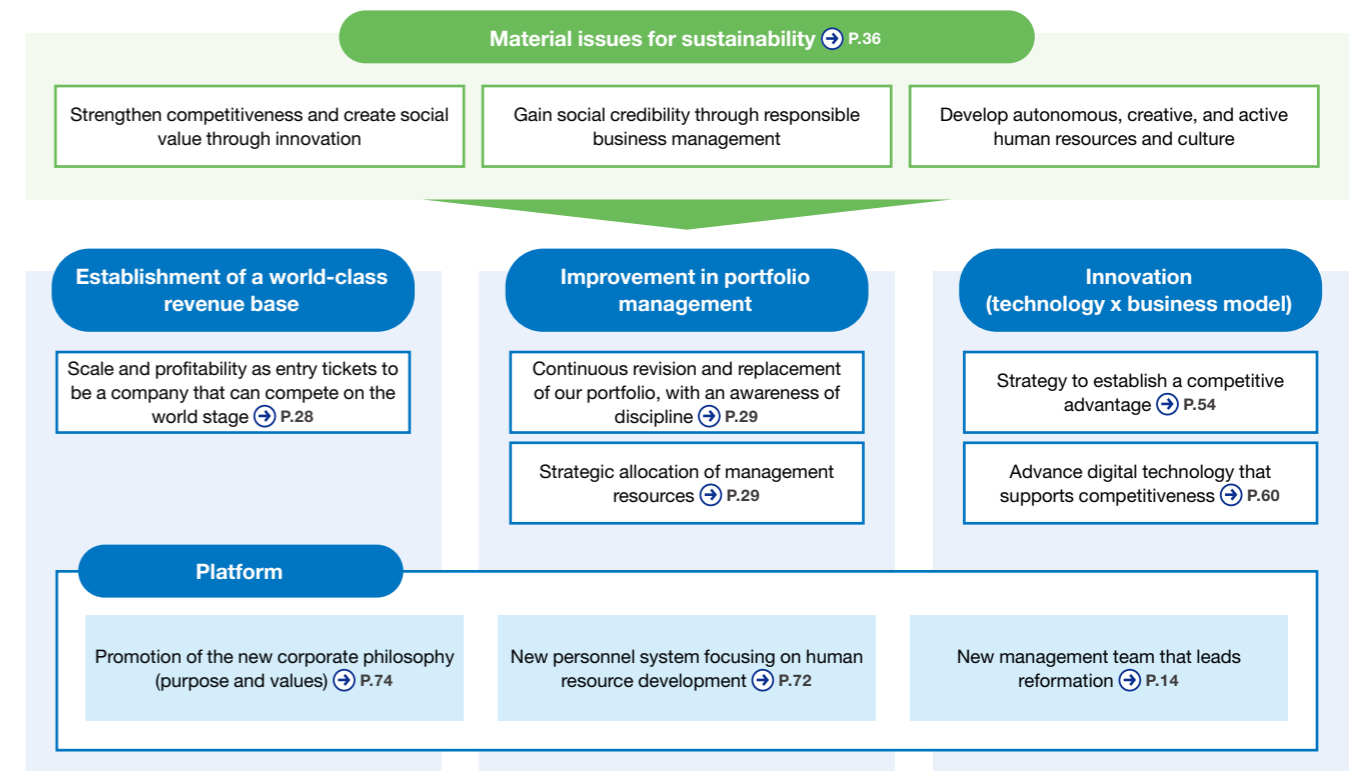 Material issues for sustainability P.36
Strengthen competitiveness and create social
value through innovation
Gain social credibility through responsible
business management
Develop autonomous, creative, and active
human resources and culture
Establishment of a world-class
revenue base
Scale and profitability as entry tickets to
be a company that can compete on the
world stage P.28
Improvement in portfolio
management
Continuous revision and replacement
of our portfolio, with an awareness of
discipline P.29
Strategic allocation of management
resources P.29
Innovation
(technology x business model)
Strategy to establish a competitive
advantage P.54
Advance digital technology that
supports competitiveness P.60
Platform
Promotion of the new corporate philosophy
(purpose and values) P.74
New personnel system focusing on human
resource development P.72
New management team that leads
reformation P.14